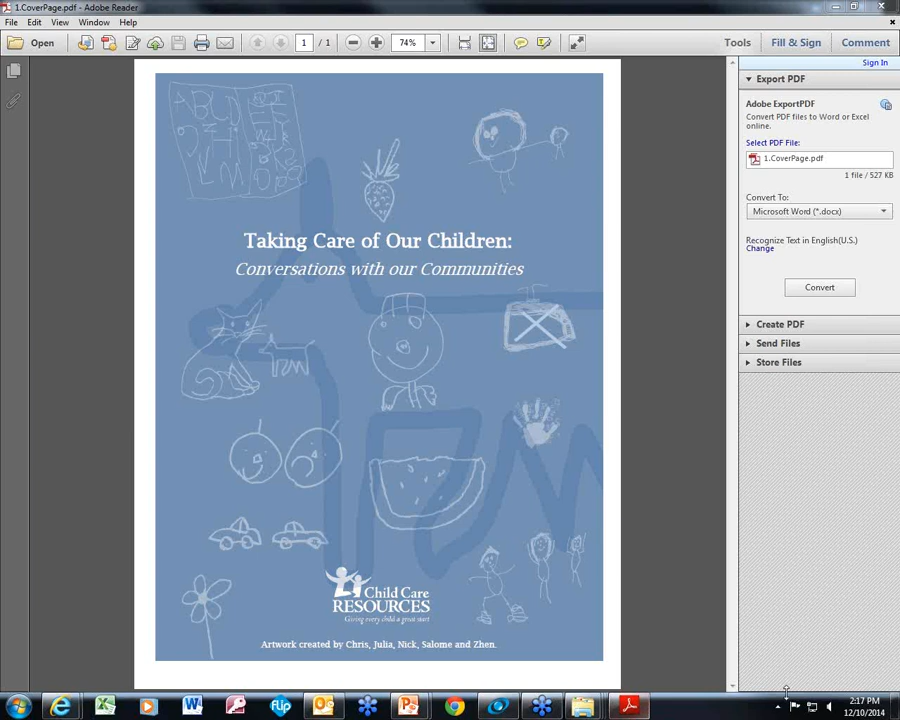 1.CoverPage.pdf - Adobe Reader
File Edit View Window Help
Open 1 / 1 74% Tools Fill & Sign Comment
Sign In
Export PDF
Adobe ExportPDF
Convert PDF files to Word or Excel
online.
Select PDF File:
1.CoverPage.pdf
1 file / 527 KB
Convert To:
Microsoft Word (*.docx)
Recognize Text in English(U.S.)
Change
Convert
Create PDF
Send Files
Store Files
Taking Care of Our Children:
Conversations with our Communities
Child Care
RESOURCES
Giving every child a great start
Artwork created by Chris, Julia, Nick, Salome and Zhen.
flip
2:17 PM
12/10/2014